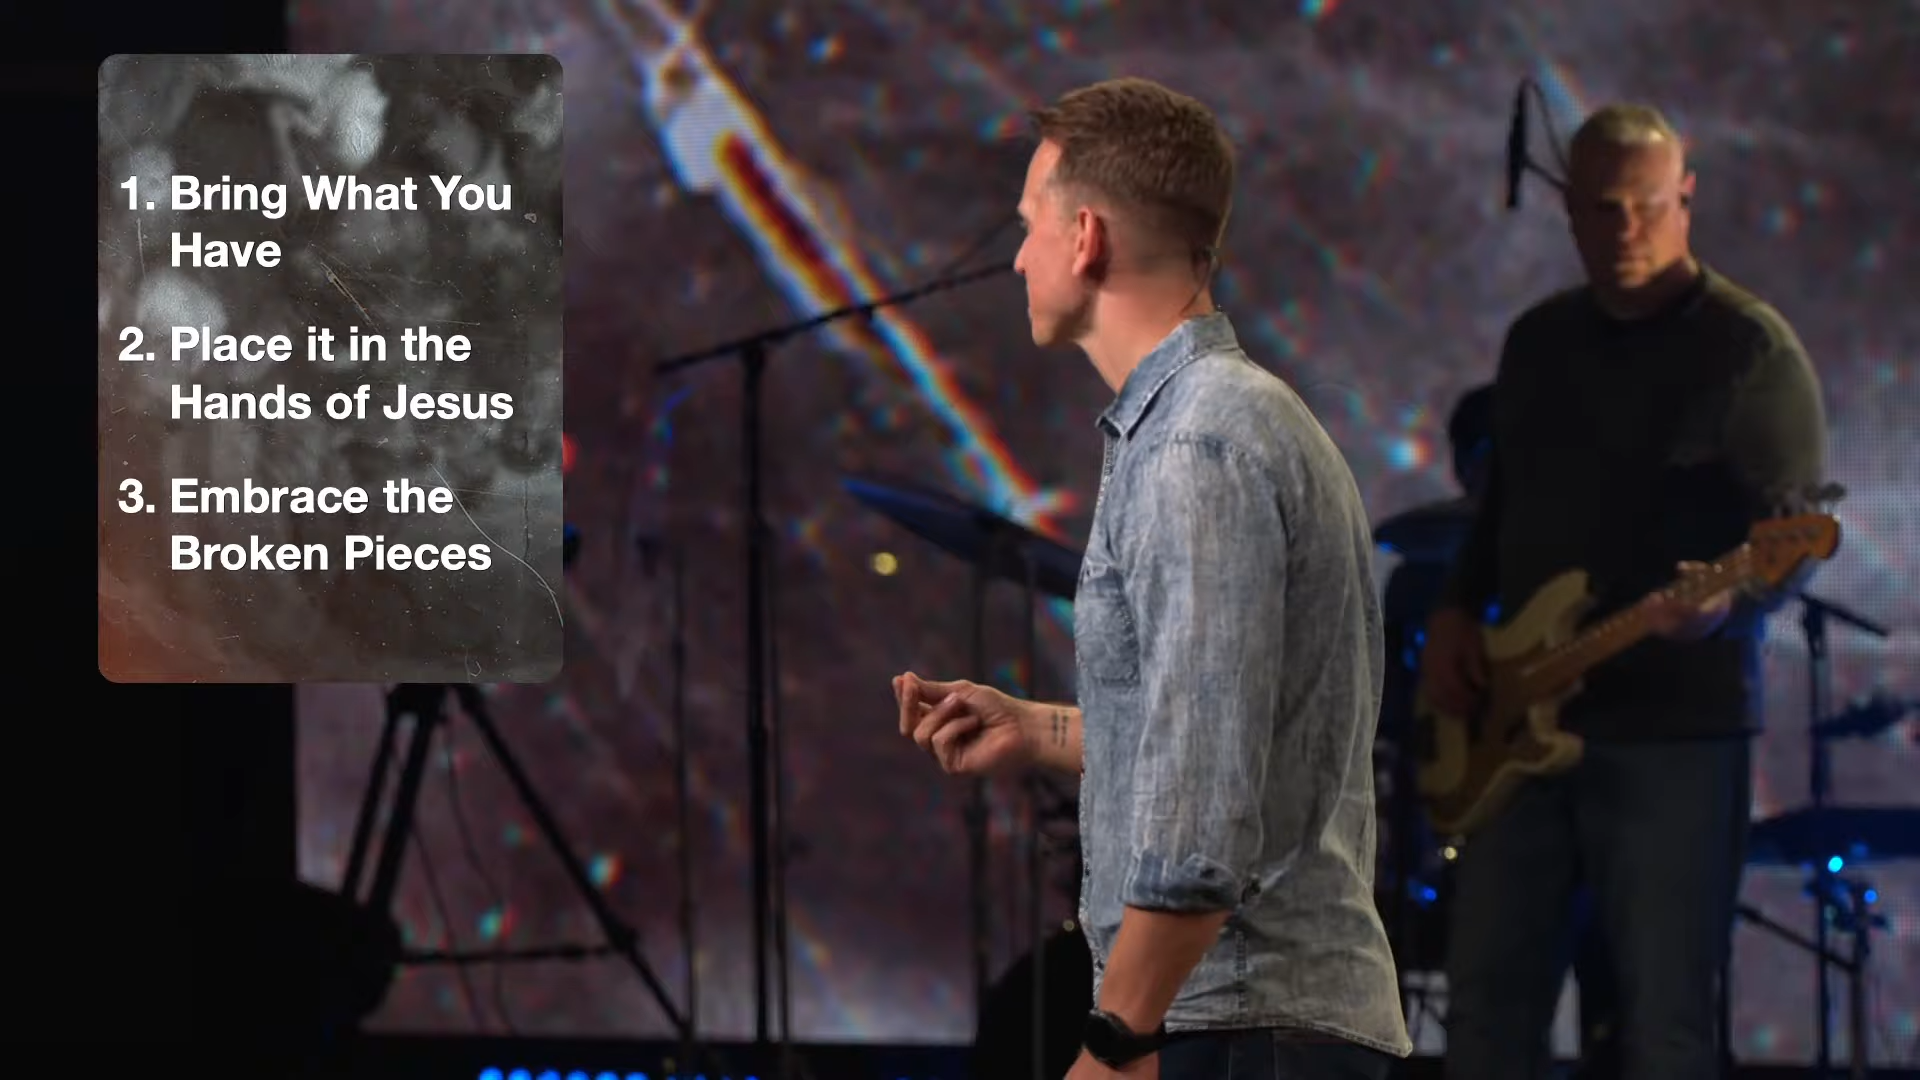 1. Bring What You
Have
2. Place it in the
Hands of Jesus
3. Embrace the
Broken Pieces